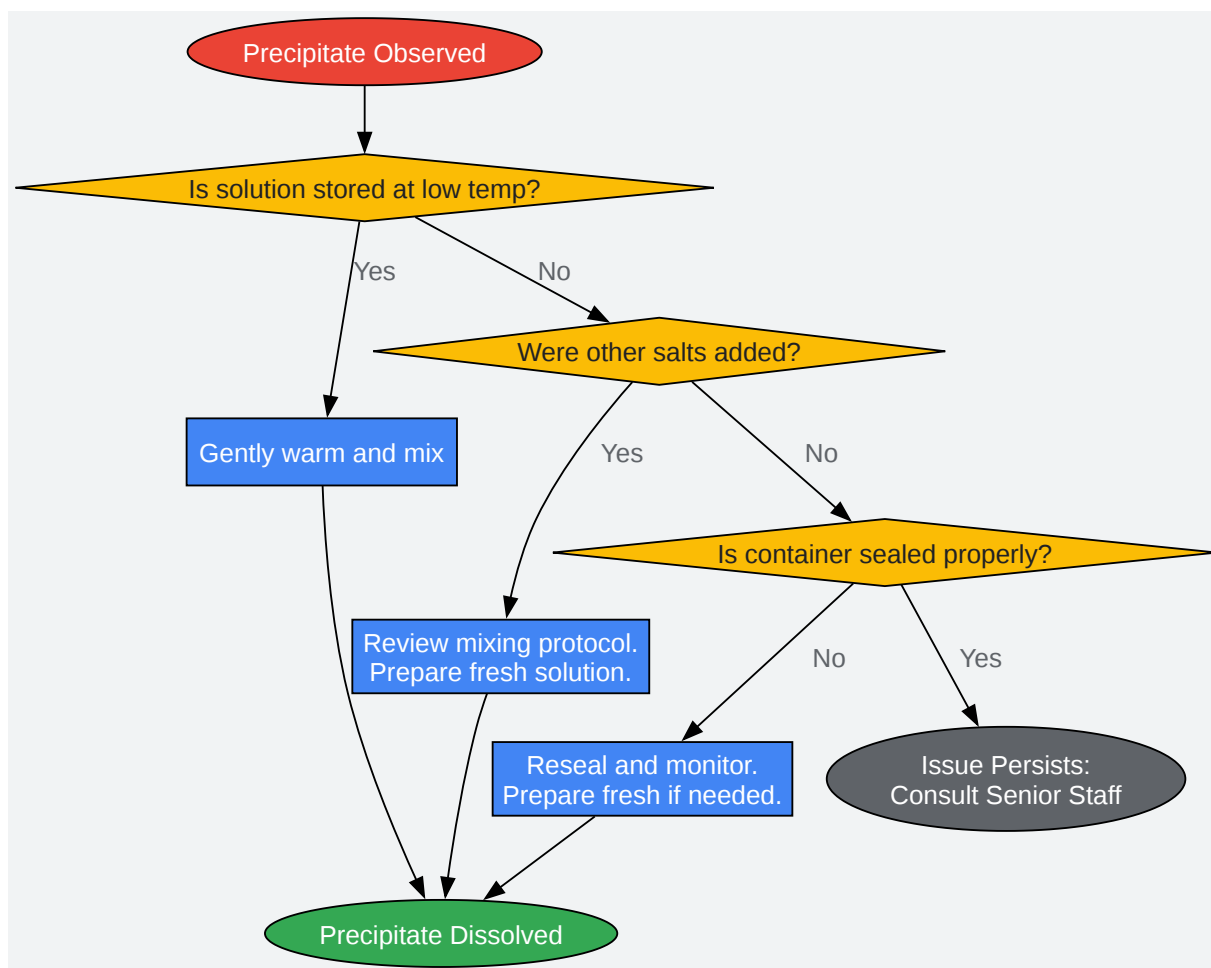 Precipitate Observed
Is solution stored at low temp?
Yes
No
Were other salts added?
Gently warm and mix
Yes
No
Is container sealed properly?
Review mixing protocol.
Prepare fresh solution.
No
Yes
Reseal and monitor.
Prepare fresh if needed.
Issue Persists:
Consult Senior Staff
Precipitate Dissolved